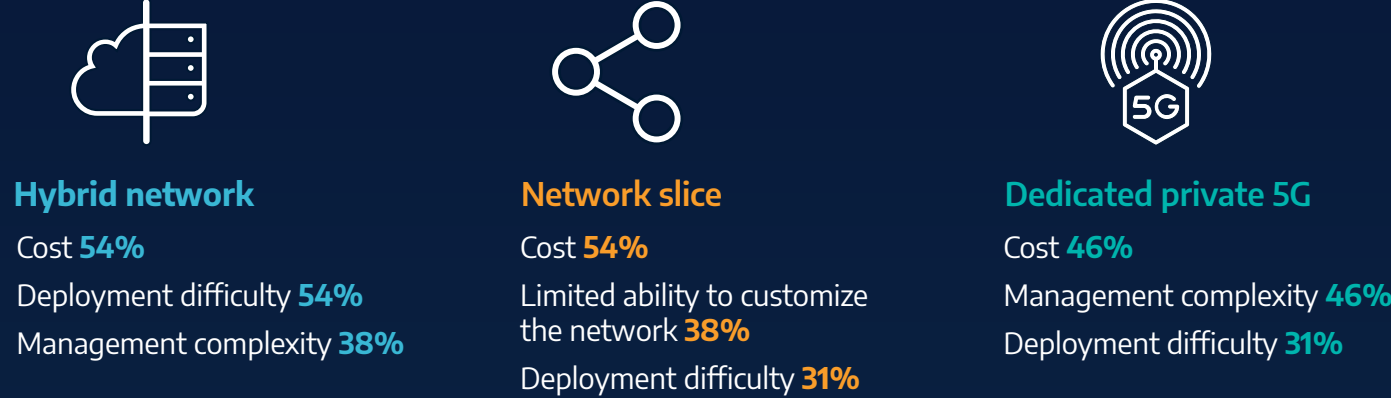 5G
Hybrid network
Cost 54%
Deployment difficulty 54%
Management complexity 38%
Network slice
Cost 54%
Limited ability to customize
the network 38%
Deployment difficulty 31%
Dedicated private 5G
Cost 46%
Management complexity 46%
Deployment difficulty 31%